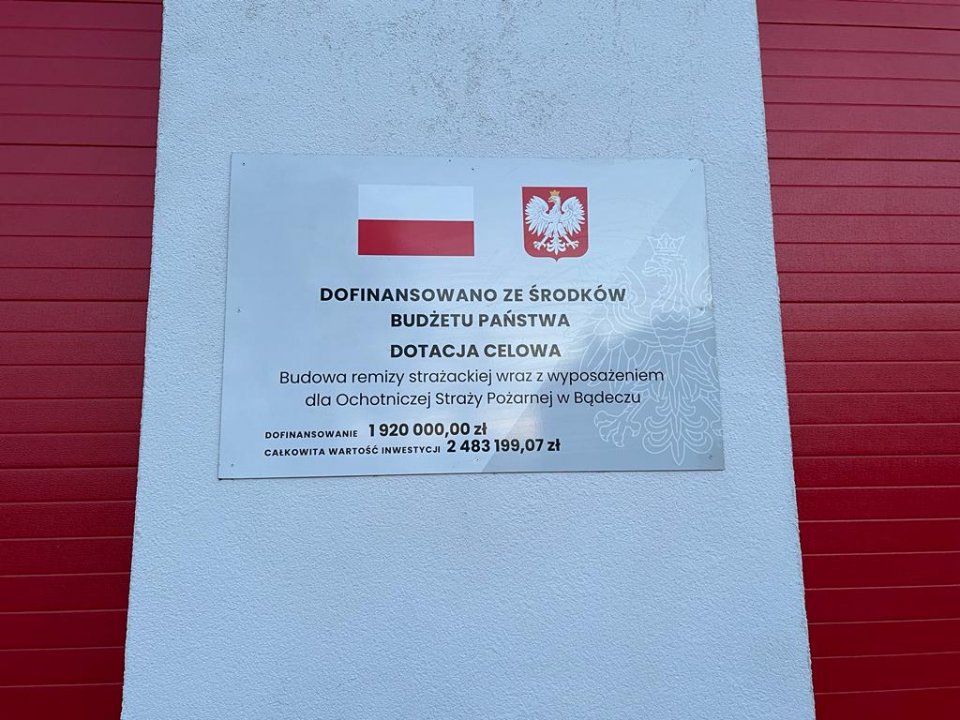 DOFINANSOWANO ZE ŚRODKÓW
BUDŻETU PAŃSTWA
DOTACJA CELOWA
Budowa remizy strażackiej wraz z wyposażeniem
dla Ochotniczej Straży Pożarnej w Bądeczu
DOFINANSOWANIE 1 920 000,00 zł
CAŁKOWITA WARTOŚĆ INWESTYCJI 2 483 199,07 zł